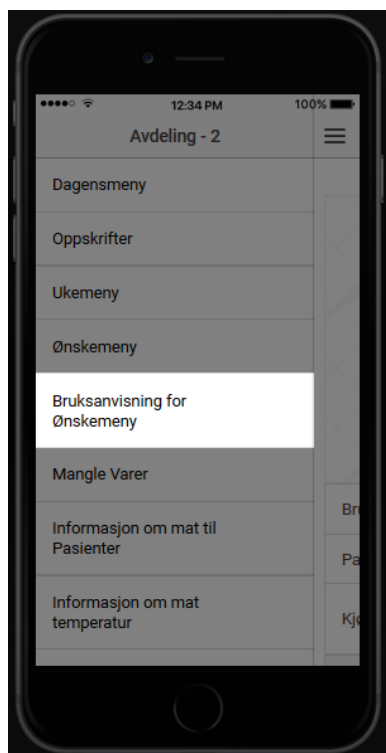 12:34 PM
100%
Avdeling - 2
Dagensmeny
Oppskrifter
Ukemeny
Ønskemeny
Bruksanvisning for
Ønskemeny
Mangle Varer
Informasjon om mat til
Pasienter
Informasjon om mat
temperatur